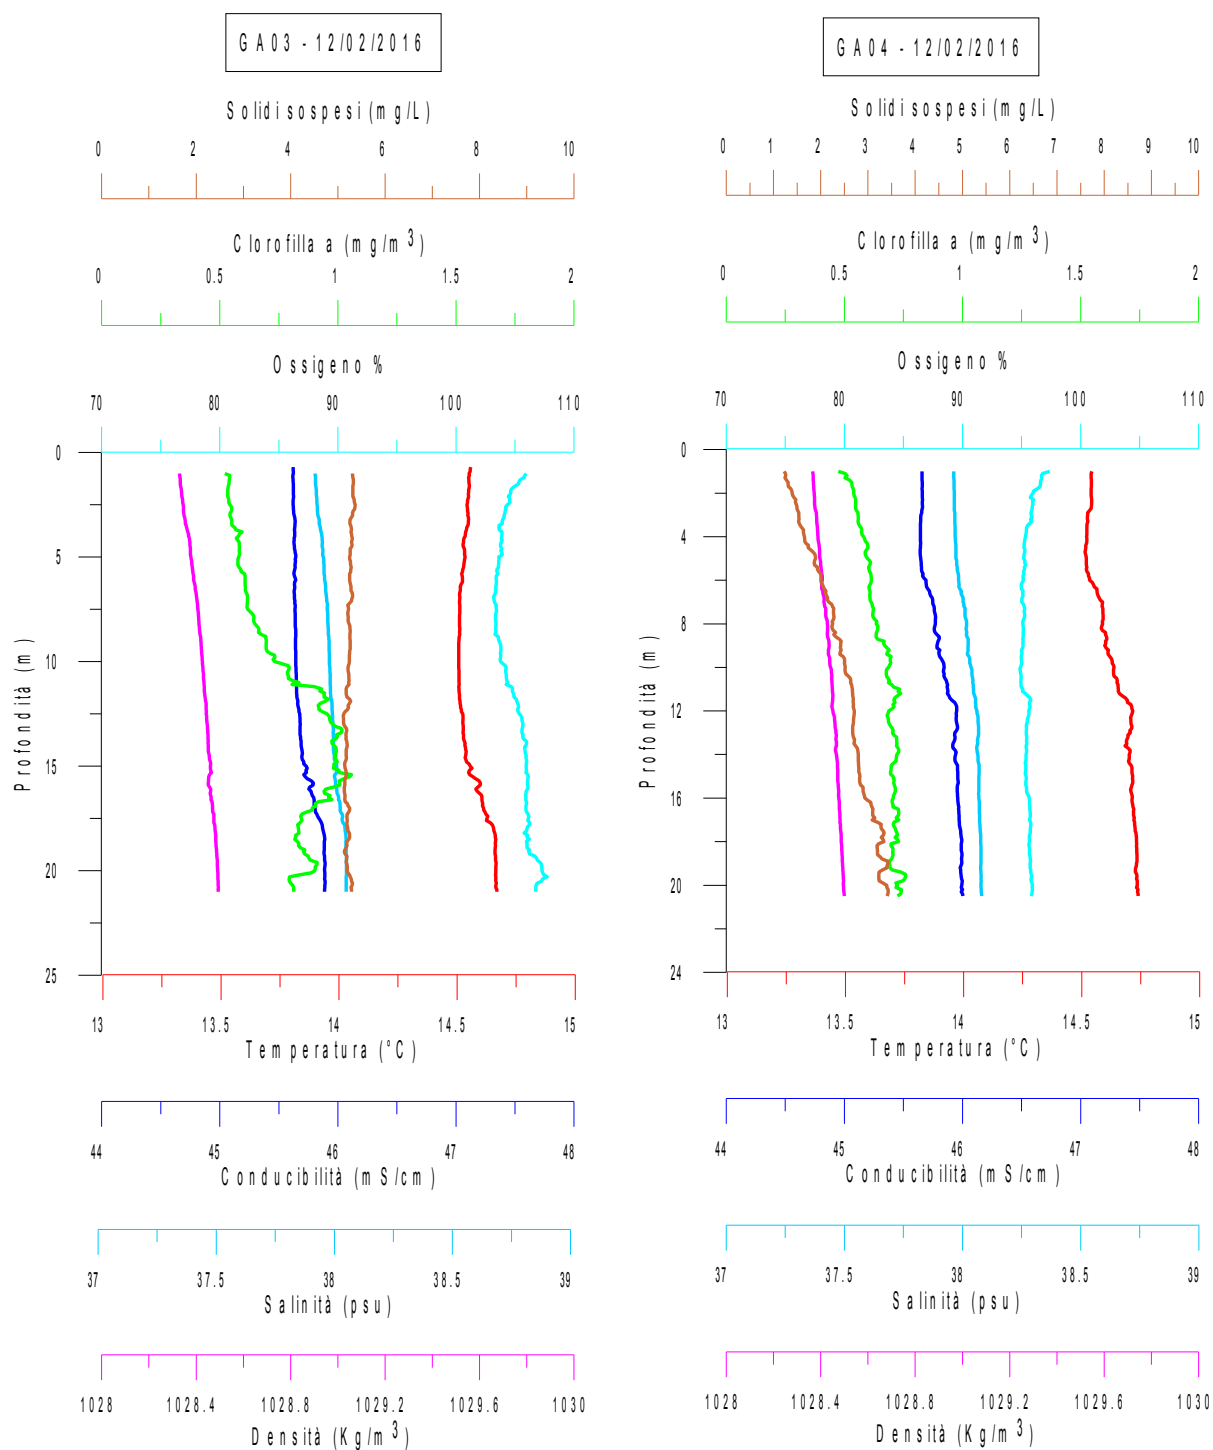 GA03 - 12/02/2016
Solidi sospesi (mg/L)
0 2 4 6 8 10
Clorofilla a (mg/m³)
0 0.5 1 1.5 2
Ossigeno %
70 80 90 100 110
0
5
10
15
20
25
Profondità (m)
13 13.5 14 14.5 15
Temperatura (°C)
44 45 46 47 48
Conducibilità (mS/cm)
37 37.5 38 38.5 39
Salinità (psu)
1028 1028.4 1028.8 1029.2 1029.6 1030
Densità (Kg/m³)
GA04 - 12/02/2016
Solidi sospesi (mg/L)
0 1 2 3 4 5 6 7 8 9 10
Clorofilla a (mg/m³)
0 0.5 1 1.5 2
Ossigeno %
70 80 90 100 110
0
4
8
12
16
20
24
Profondità (m)
13 13.5 14 14.5 15
Temperatura (°C)
44 45 46 47 48
Conducibilità (mS/cm)
37 37.5 38 38.5 39
Salinità (psu)
1028 1028.4 1028.8 1029.2 1029.6 1030
Densità (Kg/m³)